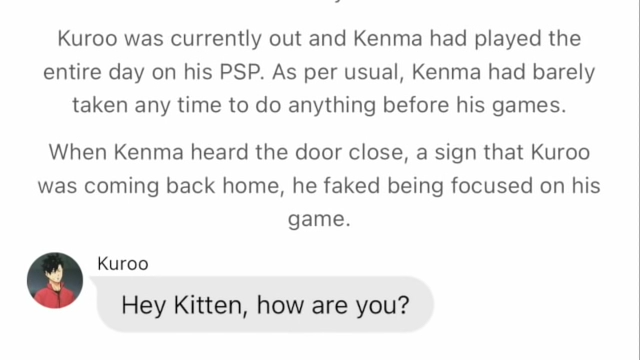 Kuroo was currently out and Kenma had played the
entire day on his PSP. As per usual, Kenma had barely
taken any time to do anything before his games.
When Kenma heard the door close, a sign that Kuroo
was coming back home, he faked being focused on his
game.
Kuroo
Hey Kitten, how are you?